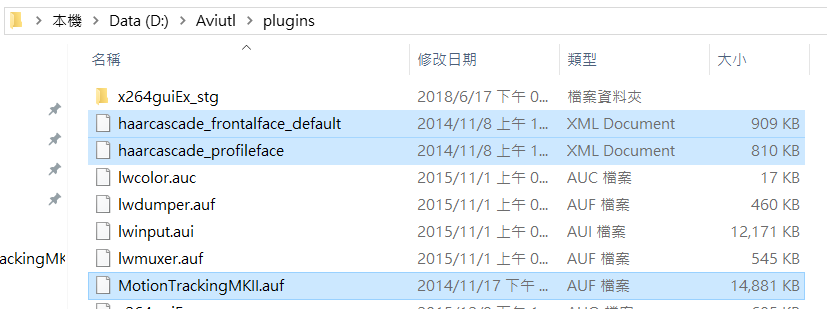 本機 > Data (D:) > Aviutl > plugins
名稱 修改日期 類型 大小
x264guiEx_stg 2018/6/17 下午 0... 檔案資料夾
haarcascade_frontalface_default 2014/11/8 上午 1... XML Document 909 KB
haarcascade_profileface 2014/11/8 上午 1... XML Document 810 KB
lwcolor.auc 2015/11/1 上午 0... AUC 檔案 17 KB
lwdumper.auf 2015/11/1 上午 0... AUF 檔案 460 KB
lwinput.aui 2015/11/1 上午 0... AUI 檔案 12,171 KB
lwmuxer.auf 2015/11/1 上午 0... AUF 檔案 545 KB
ackingMK
MotionTrackingMKII.auf 2014/11/17 下午 ... AUF 檔案 14,881 KB